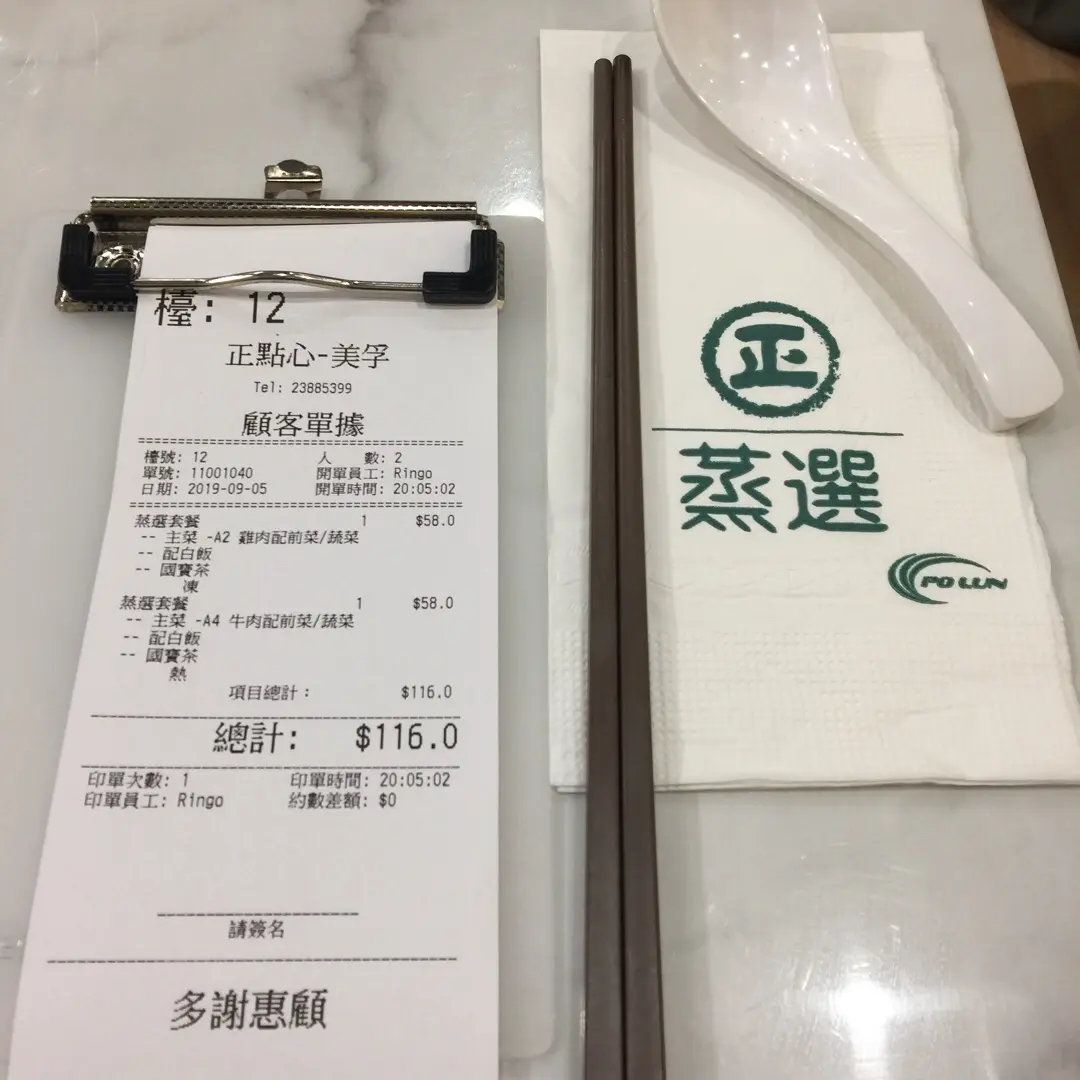 檯: 12
正點心-美孚
Tel: 23885399
顧客單據
檯號: 12 人 數: 2
單號: 11001040 開單員工: Ringo
日期: 2019-09-05 開單時間: 20:05:02
蒸選套餐 1 $58.0
-- 主菜 -A2 雞肉配前菜/蔬菜
-- 配白飯
-- 國寶茶
凍
蒸選套餐 1 $58.0
-- 主菜 -A4 牛肉配前菜/蔬菜
-- 配白飯
-- 國寶茶
熱
項目總計: $116.0
總計: $116.0
印單次數: 1 印單時間: 20:05:02
印單員工: Ringo 約數差額: $0
請簽名
多謝惠顧
正
蒸選
PO LUN